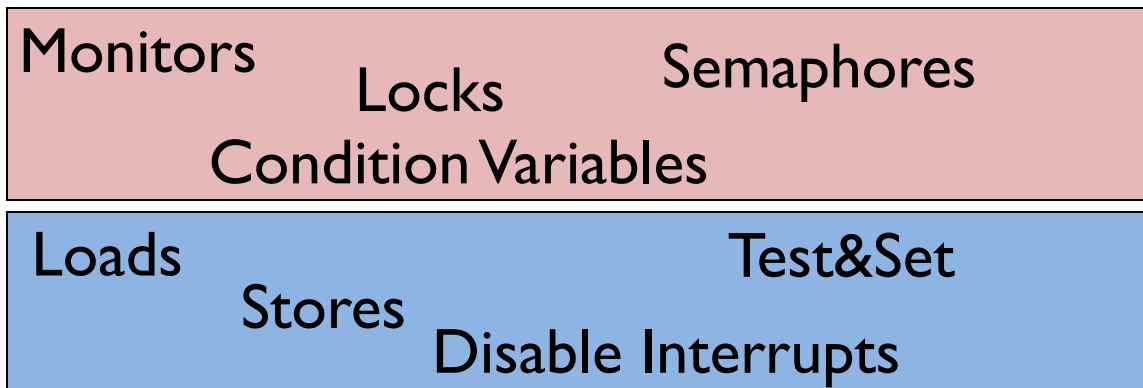 Monitors
Locks
Semaphores
Condition Variables
Loads
Stores
Test&Set
Disable Interrupts